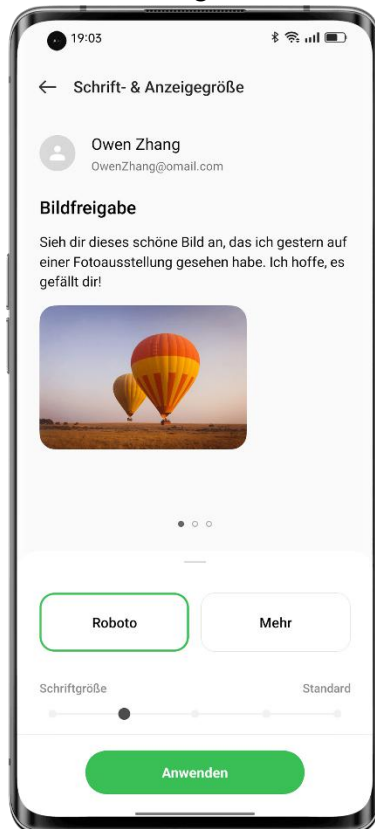 19:03
Schrift- & Anzeigegröße
Owen Zhang
OwenZhang@omail.com
Bildfreigabe
Sieh dir dieses schöne Bild an, das ich gestern auf
einer Fotoausstellung gesehen habe. Ich hoffe, es
gefällt dir!
Roboto
Mehr
Schriftgröße
Standard
Anwenden